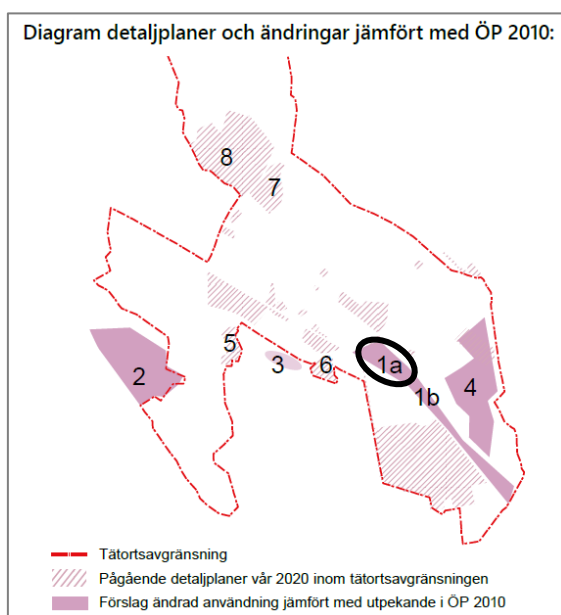 Diagram detaljplaner och ändringar jämfört med ÖP 2010:
8
7
5
3
6
1a
2
1b
4
Tätortsavgränsning
Pågående detaljplaner vår 2020 inom tätortsavgränsningen
Förslag ändrad användning jämfört med utpekande i ÖP 2010